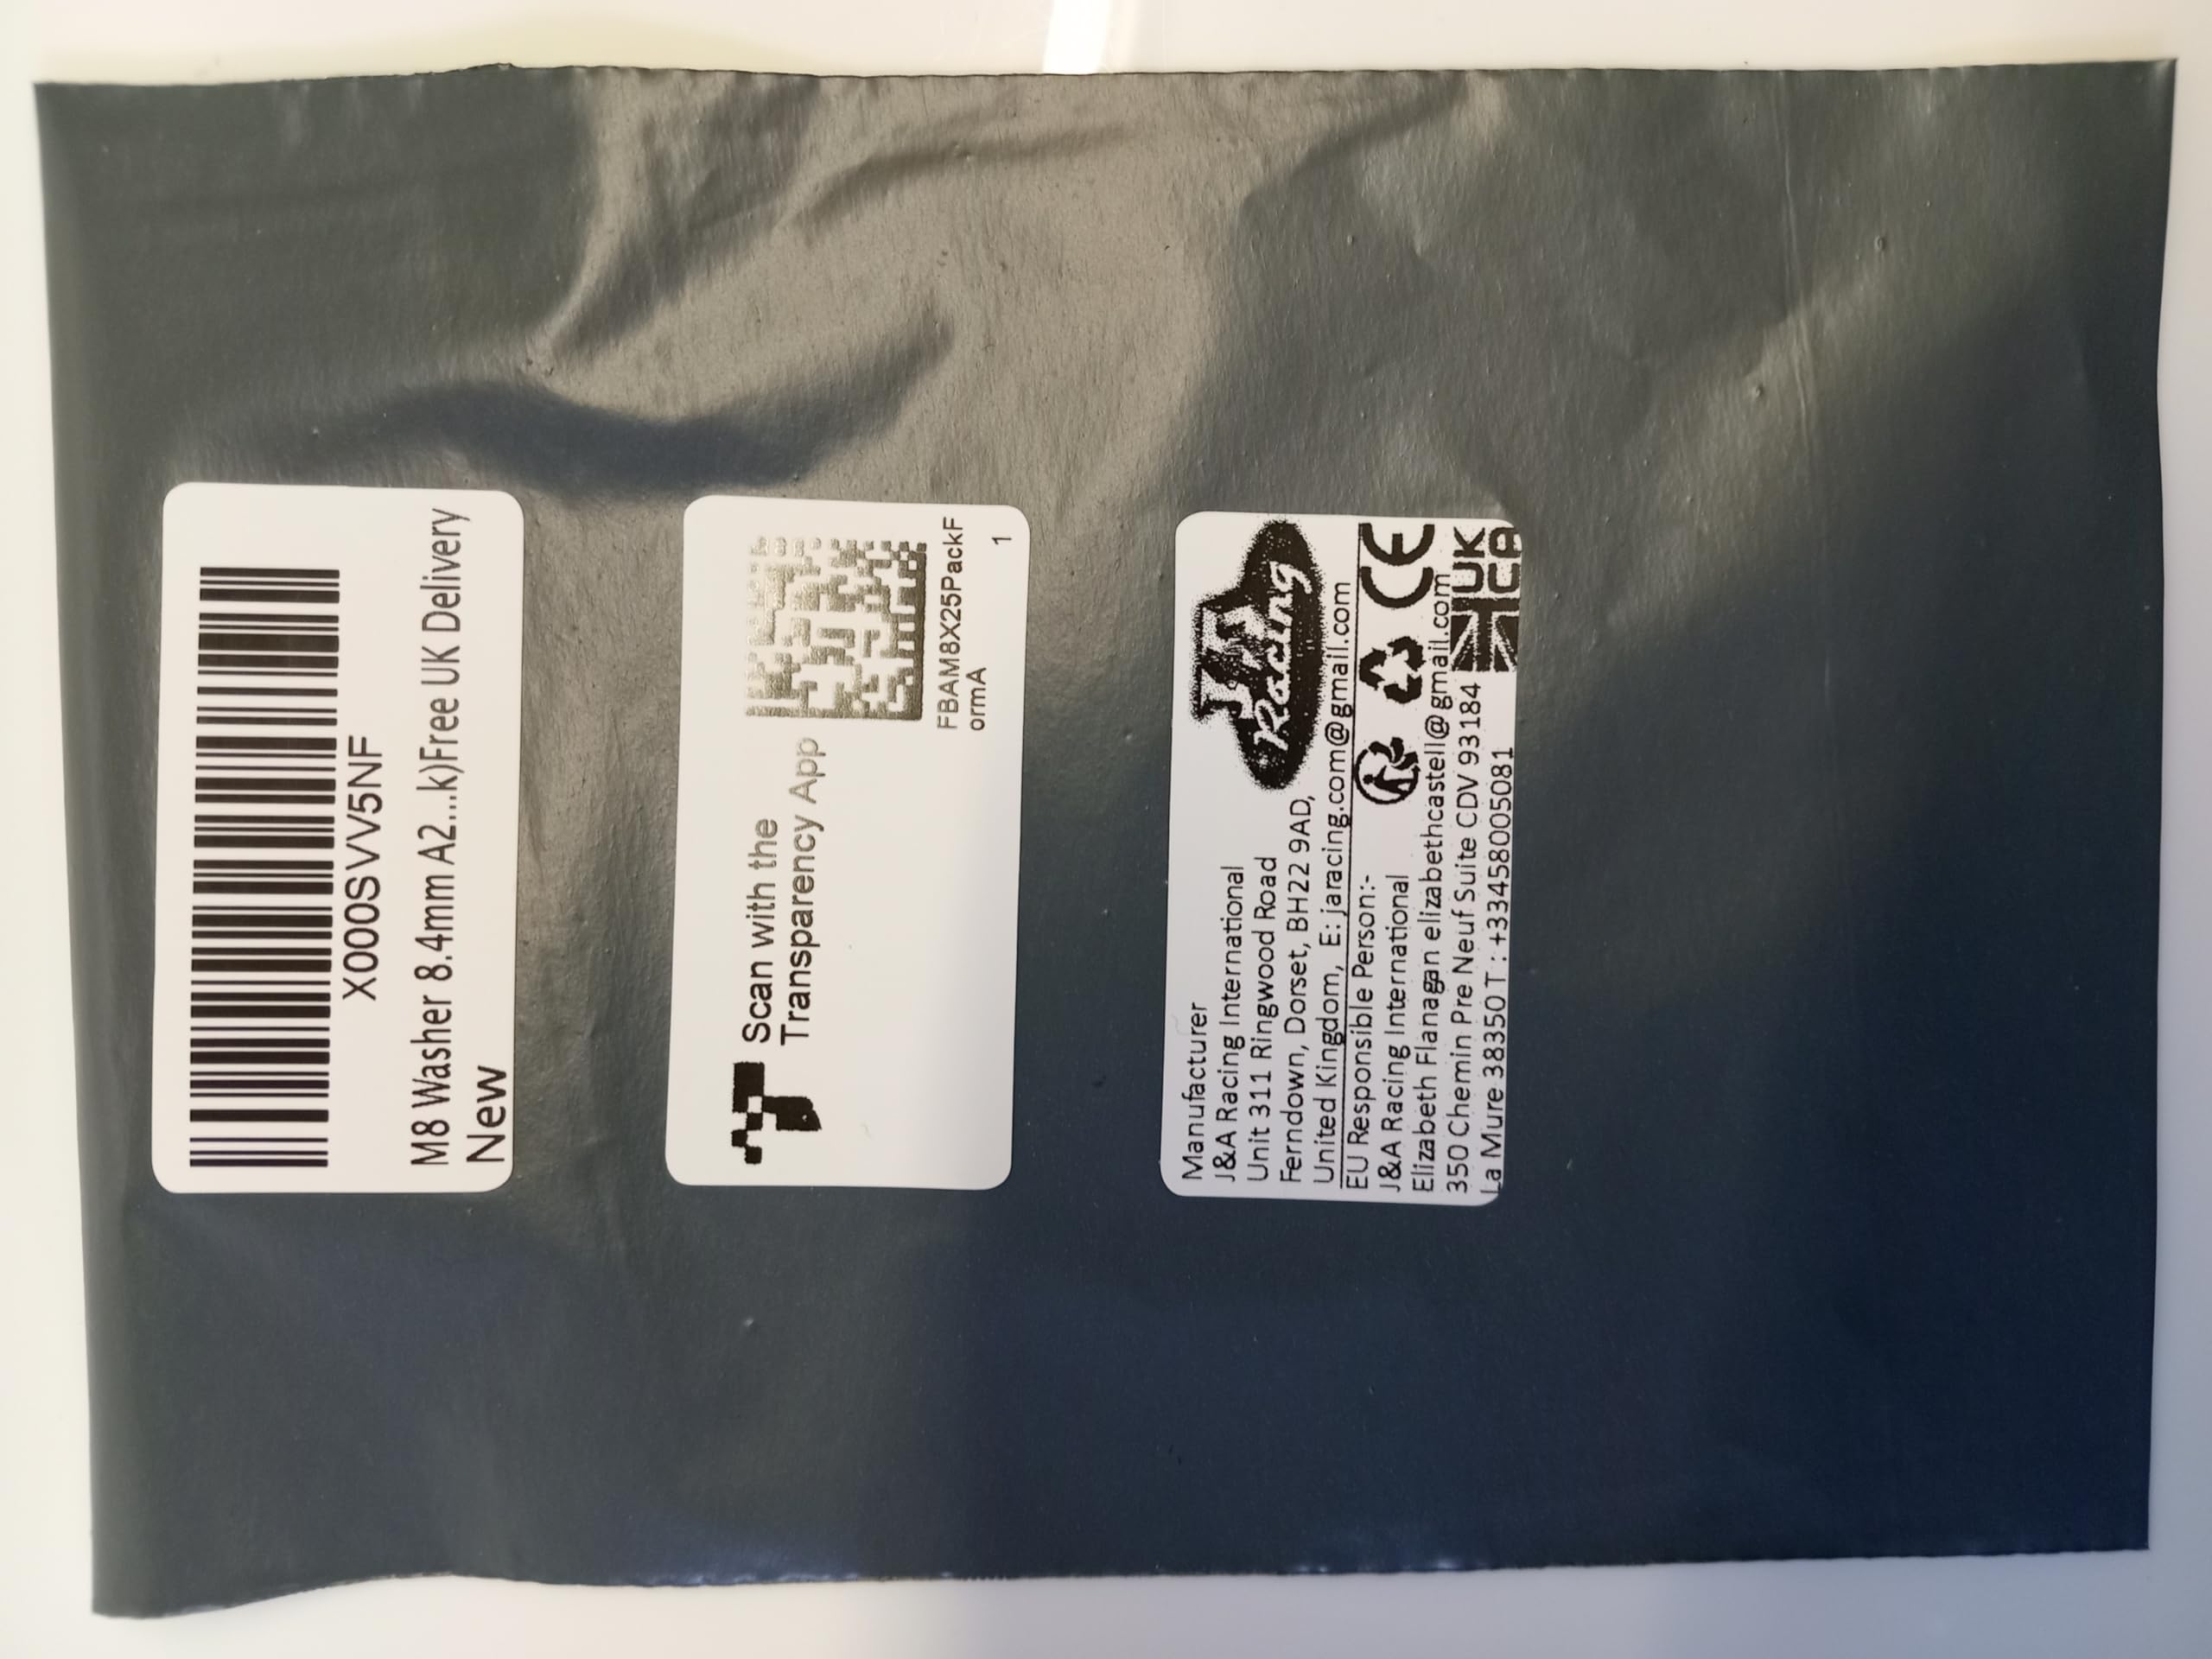 X000SVV5NF
M8 Washer 8.4mm A2...k)Free UK Delivery
New
Scan with the
Transparency App
FBAM8X25PackF
ormA
1
Manufacturer
J&A Racing International
Unit 311 Ringwood Road
Ferndown, Dorset, BH22 9AD,
United Kingdom, E: jaracing.com@gmail.com
J&A
Racing
EU Responsible Person:-
J&A Racing International
Elizabeth Flanagan elizabethcastell@gmail.com
350 Chemin Pre Neuf Suite CDV 93184
La Mure 38350 T : +33458005081
CE
UK
CA